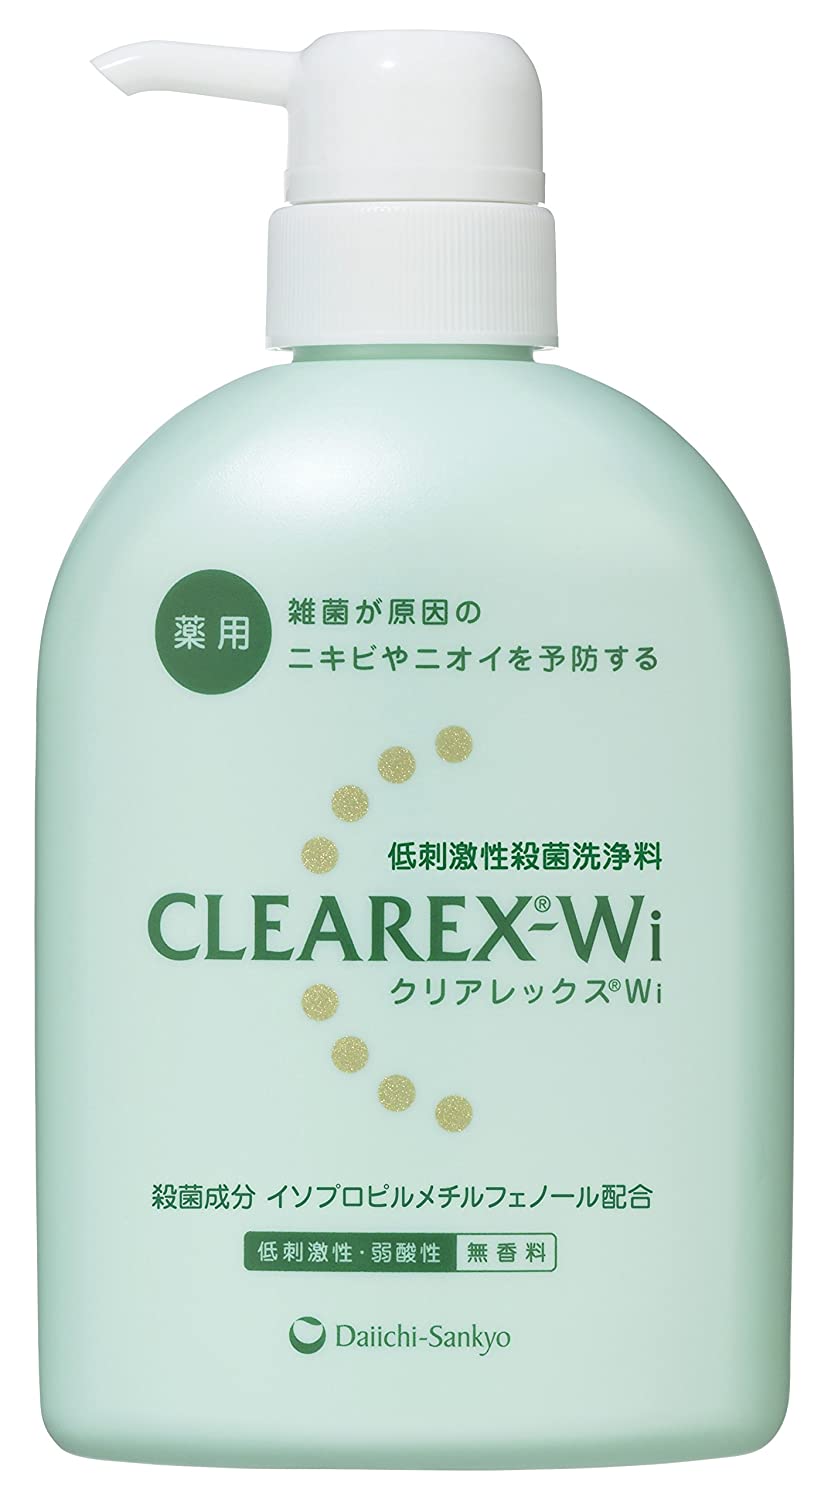 薬用
雑菌が原因の
ニキビやニオイを予防する
低刺激性殺菌洗浄料
CLEAREX®-Wi
クリアレックス®Wi
殺菌成分 イソプロピルメチルフェノール配合
低刺激性・弱酸性 無香料
Daiichi-Sankyo